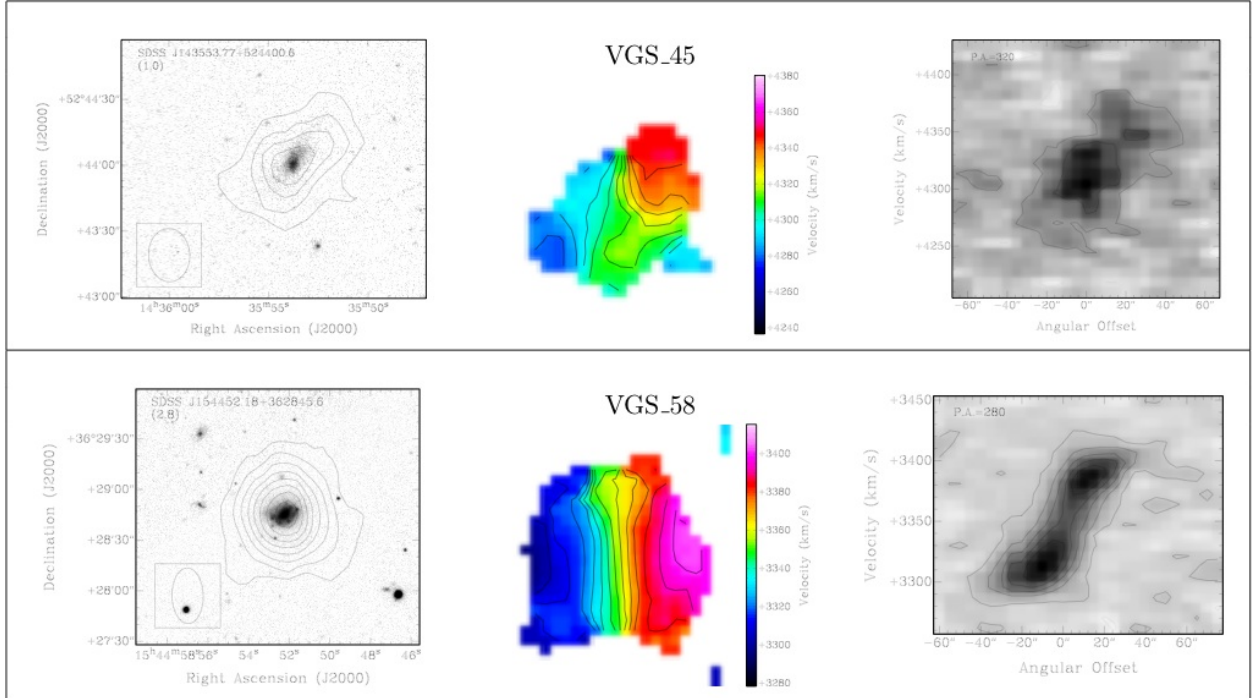 VGS_45
SDSS J143553.77+524400.6
(1.0)
+52°44'30"
+44'00"
+43'30"
+43'00"
14ʰ36ᵐ00ˢ
35ᵐ55ˢ
35ᵐ50ˢ
Declination (J2000)
Right Ascension (J2000)
+4380
+4360
+4340
+4320
+4300
+4280
+4260
+4240
Velocity (km/s)
P.A.=320
+4400
+4350
+4300
+4250
Velocity (km/s)
-60" -40" -20" 0" 20" 40" 60"
Angular Offset
VGS_58
SDSS J154452.18+362845.6
(2.8)
+36°29'30"
+29'00"
+28'30"
+28'00"
+27'30"
15ʰ44ᵐ58ˢ56ˢ 54ˢ 52ˢ 50ˢ 48ˢ 46ˢ
Declination (J2000)
Right Ascension (J2000)
+3400
+3380
+3360
+3340
+3320
+3300
+3280
Velocity (km/s)
P.A.=280
+3450
+3400
+3350
+3300
Velocity (km/s)
-60" -40" -20" 0" 20" 40" 60"
Angular Offset